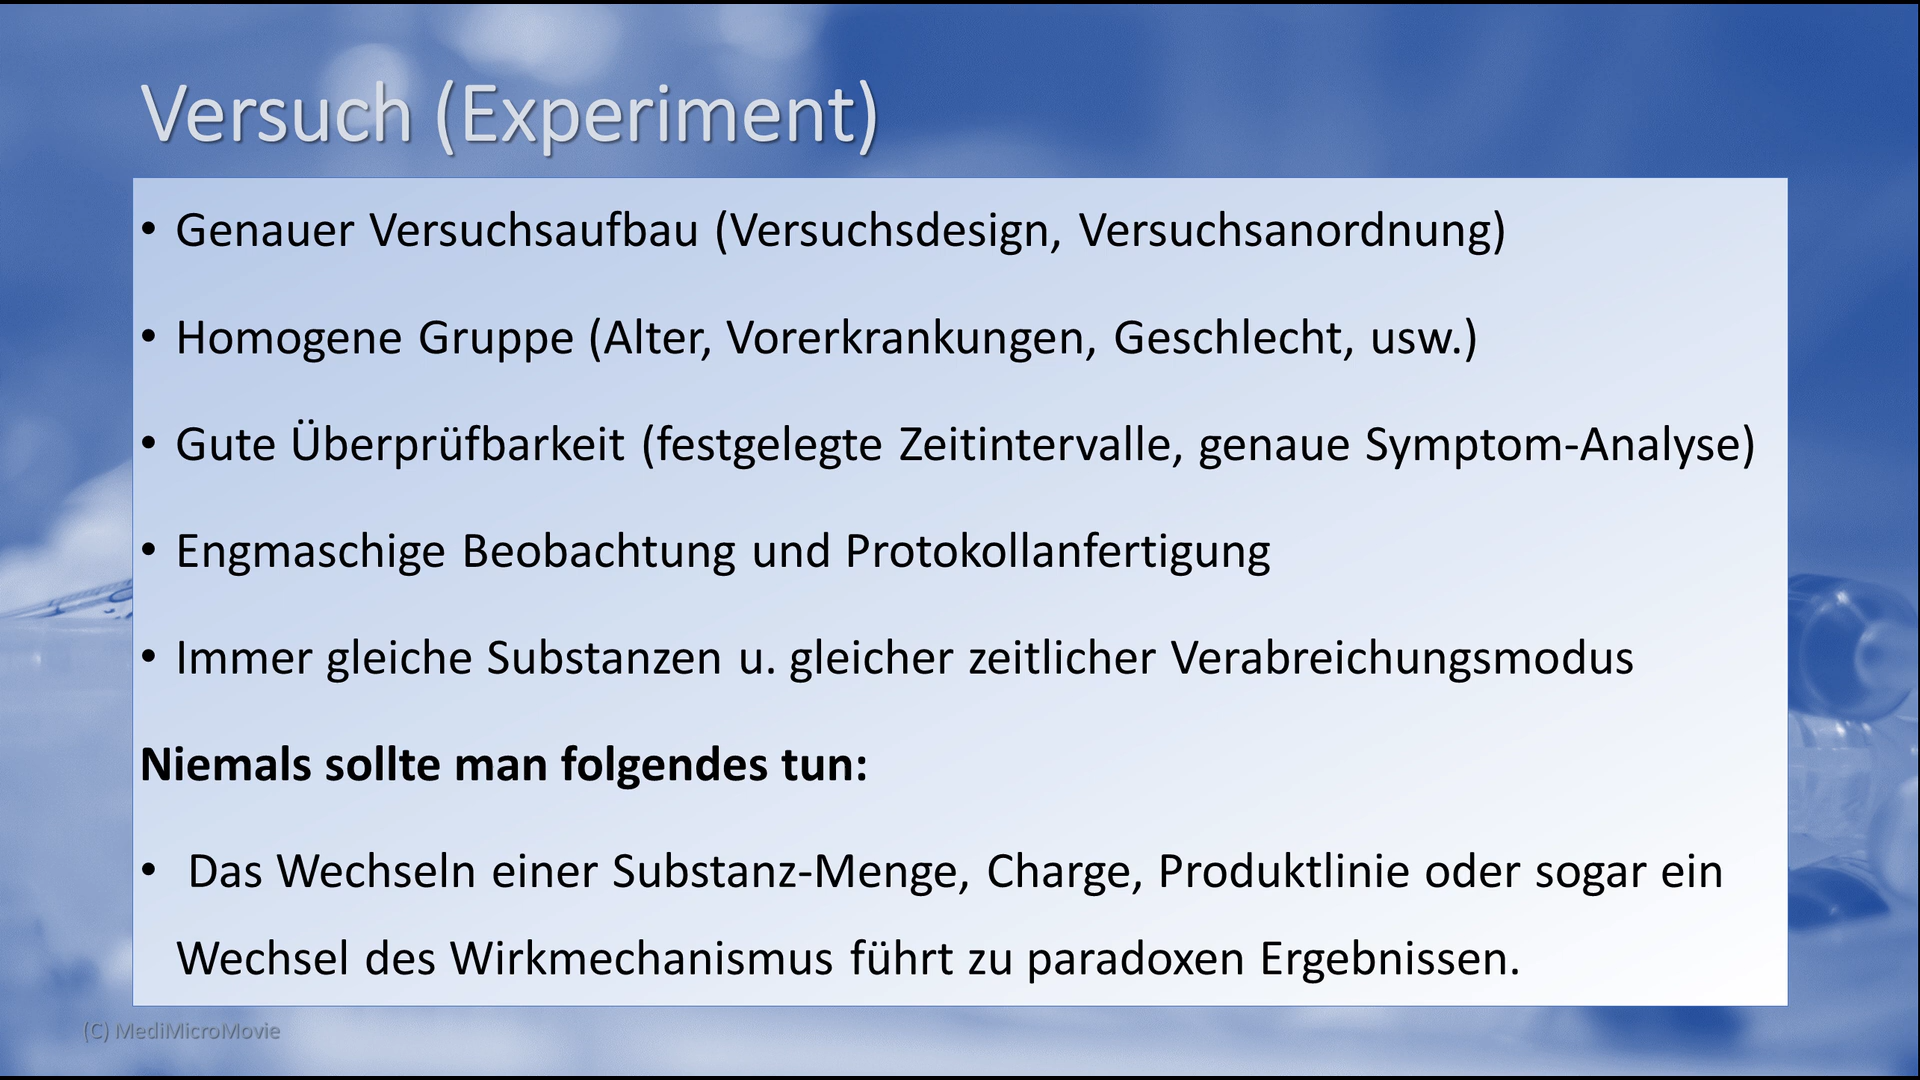 Versuch (Experiment)
• Genauer Versuchsaufbau (Versuchsdesign, Versuchsanordnung)
• Homogene Gruppe (Alter, Vorerkrankungen, Geschlecht, usw.)
• Gute Überprüfbarkeit (festgelegte Zeitintervalle, genaue Symptom-Analyse)
• Engmaschige Beobachtung und Protokollanfertigung
• Immer gleiche Substanzen u. gleicher zeitlicher Verabreichungsmodus
Niemals sollte man folgendes tun:
• Das Wechseln einer Substanz-Menge, Charge, Produktlinie oder sogar ein
Wechsel des Wirkmechanismus führt zu paradoxen Ergebnissen.
(C) MediMicroMovie